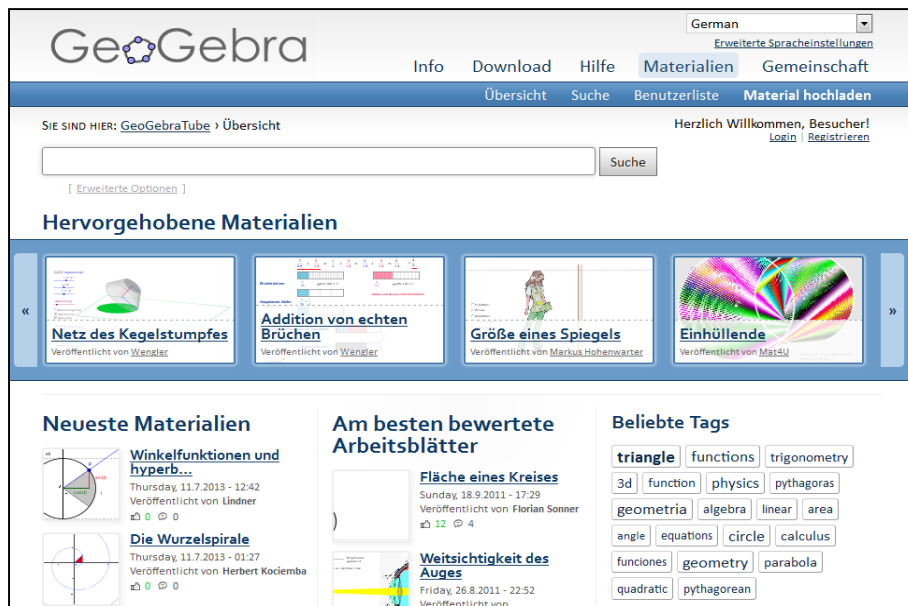 GeoGebra
German
Erweiterte Spracheinstellungen
Info Download Hilfe Materialien Gemeinschaft
Übersicht Suche Benutzerliste Material hochladen
SIE SIND HIER: GeoGebraTube › Übersicht
Herzlich Willkommen, Besucher!
Login | Registrieren
Suche
[ Erweiterte Optionen ]
Hervorgehobene Materialien
«
Netz des Kegelstumpfes
Veröffentlicht von Wengler
Addition von echten
Brüchen
Veröffentlicht von Wengler
Größe eines Spiegels
Veröffentlicht von Markus Hohenwarter
Einhüllende
Veröffentlicht von Mat4U
»
Neueste Materialien
Winkelfunktionen und
hyperb...
Thursday, 11.7.2013 - 12:42
Veröffentlicht von Lindner
0 0
Die Wurzelspirale
Thursday, 11.7.2013 - 01:27
Veröffentlicht von Herbert Kociemba
0 0
Am besten bewertete
Arbeitsblätter
Fläche eines Kreises
Sunday, 18.9.2011 - 17:29
Veröffentlicht von Florian Sonner
12 4
Weitsichtigkeit des
Auges
Friday, 26.8.2011 - 22:52
Veröffentlicht von
Beliebte Tags
triangle functions trigonometry
3d function physics pythagoras
geometria algebra linear area
angle equations circle calculus
funciones geometry parabola
quadratic pythagorean